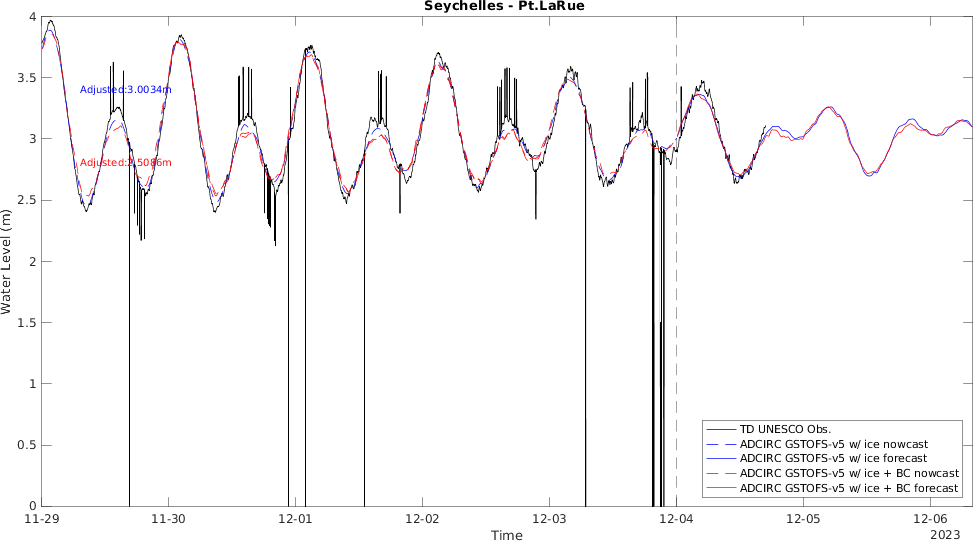 Seychelles - Pt.LaRue
4
3.5
3
2.5
2
1.5
1
0.5
0
Water Level (m)
Adjusted:3.0034m
Adjusted:2.5086m
TD UNESCO Obs.
ADCIRC GSTOFS-v5 w/ ice nowcast
ADCIRC GSTOFS-v5 w/ ice forecast
ADCIRC GSTOFS-v5 w/ ice + BC nowcast
ADCIRC GSTOFS-v5 w/ ice + BC forecast
11-29 11-30 12-01 12-02 12-03 12-04 12-05 12-06
Time
2023